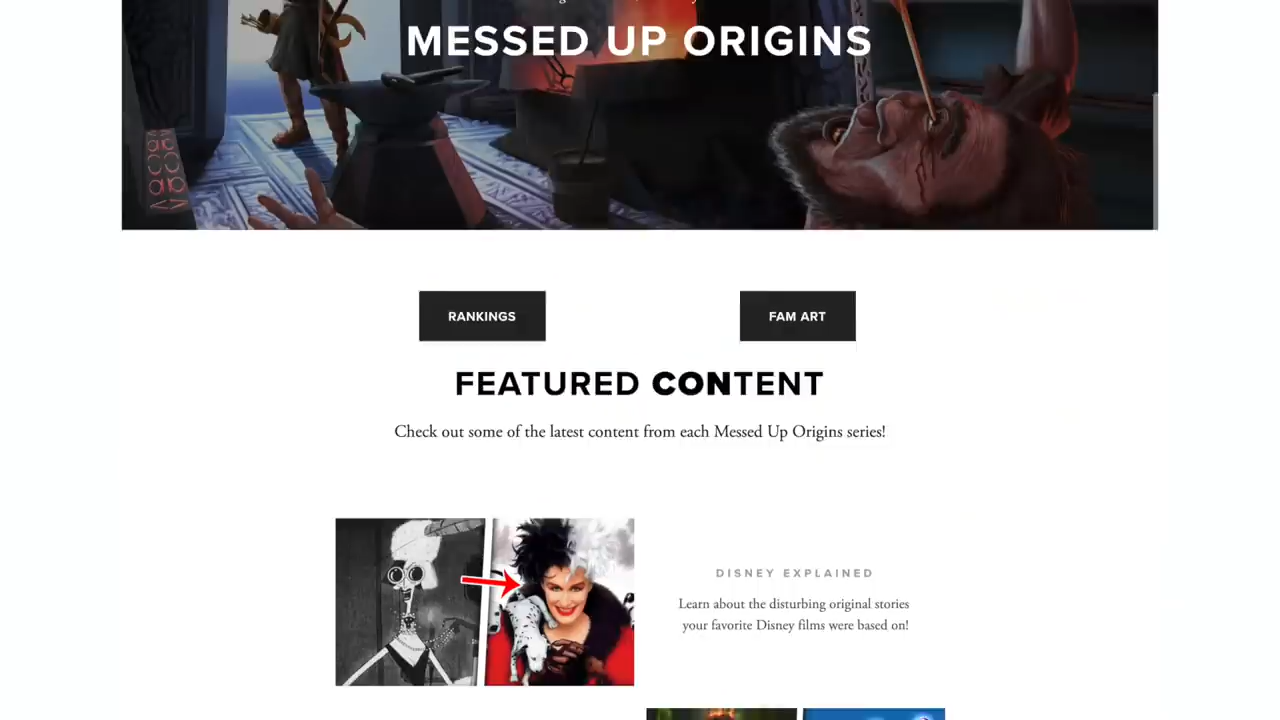 MESSED UP ORIGINS
RANKINGS
FAM ART
FEATURED CONTENT
Check out some of the latest content from each Messed Up Origins series!
DISNEY EXPLAINED
Learn about the disturbing original stories
your favorite Disney films were based on!